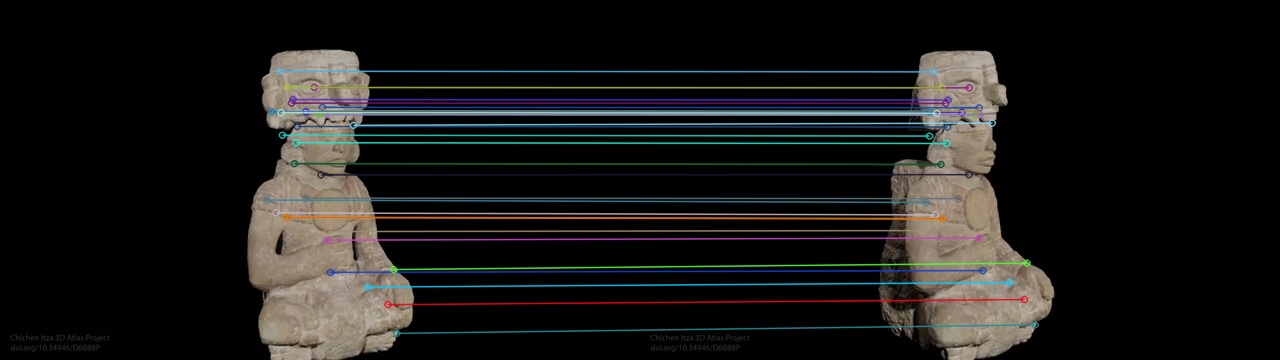 Chichen Itza 3D Atlas Project
doi.org/10.34946/D6B88P
Chichen Itza 3D Atlas Project
doi.org/10.34946/D6B88P